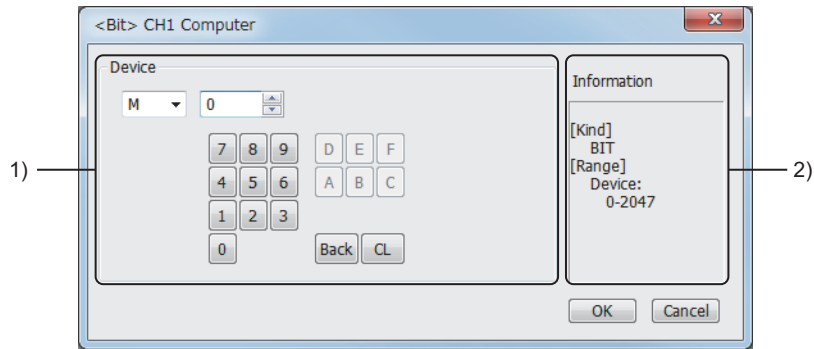 <Bit> CH1 Computer
x
Device
M 0
Information
[Kind]
BIT
[Range]
Device:
0-2047
7 8 9 D E F
4 5 6 A B C
1 2 3
0 Back CL
1)
2)
OK Cancel